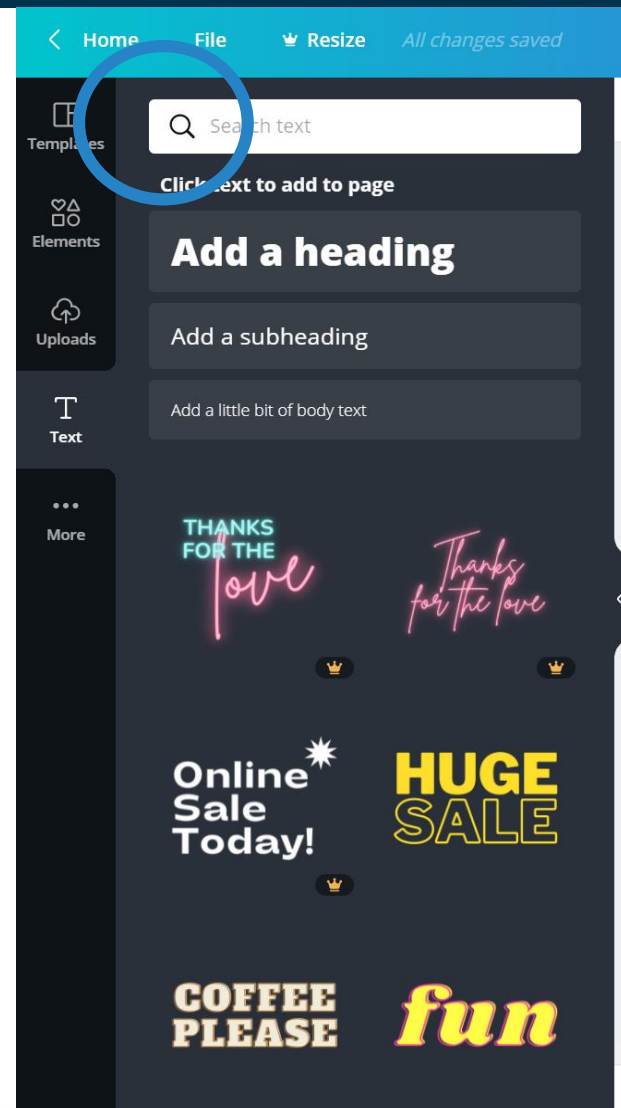 Home File Resize All changes saved
Templates
Search text
Click text to add to page
Elements
Add a heading
Uploads
Add a subheading
Text
Add a little bit of body text
More
THANKS
FOR THE
love
Thanks
for the love
Online
Sale
Today!
HUGE
SALE
COFFEE
PLEASE
fun